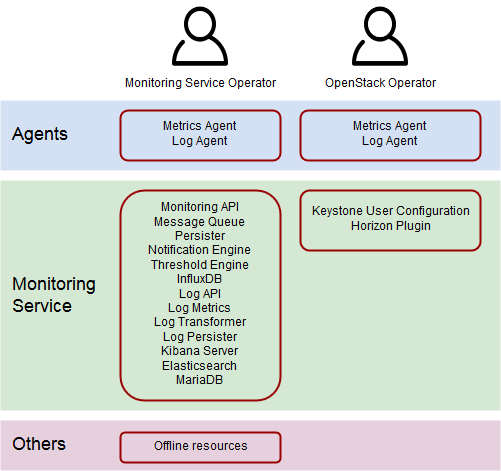 Monitoring Service Operator
OpenStack Operator
Agents
Metrics Agent
Log Agent
Metrics Agent
Log Agent
Monitoring
Service
Monitoring API
Message Queue
Persister
Notification Engine
Threshold Engine
InfluxDB
Log API
Log Metrics
Log Transformer
Log Persister
Kibana Server
Elasticsearch
MariaDB
Keystone User Configuration
Horizon Plugin
Others
Offline resources